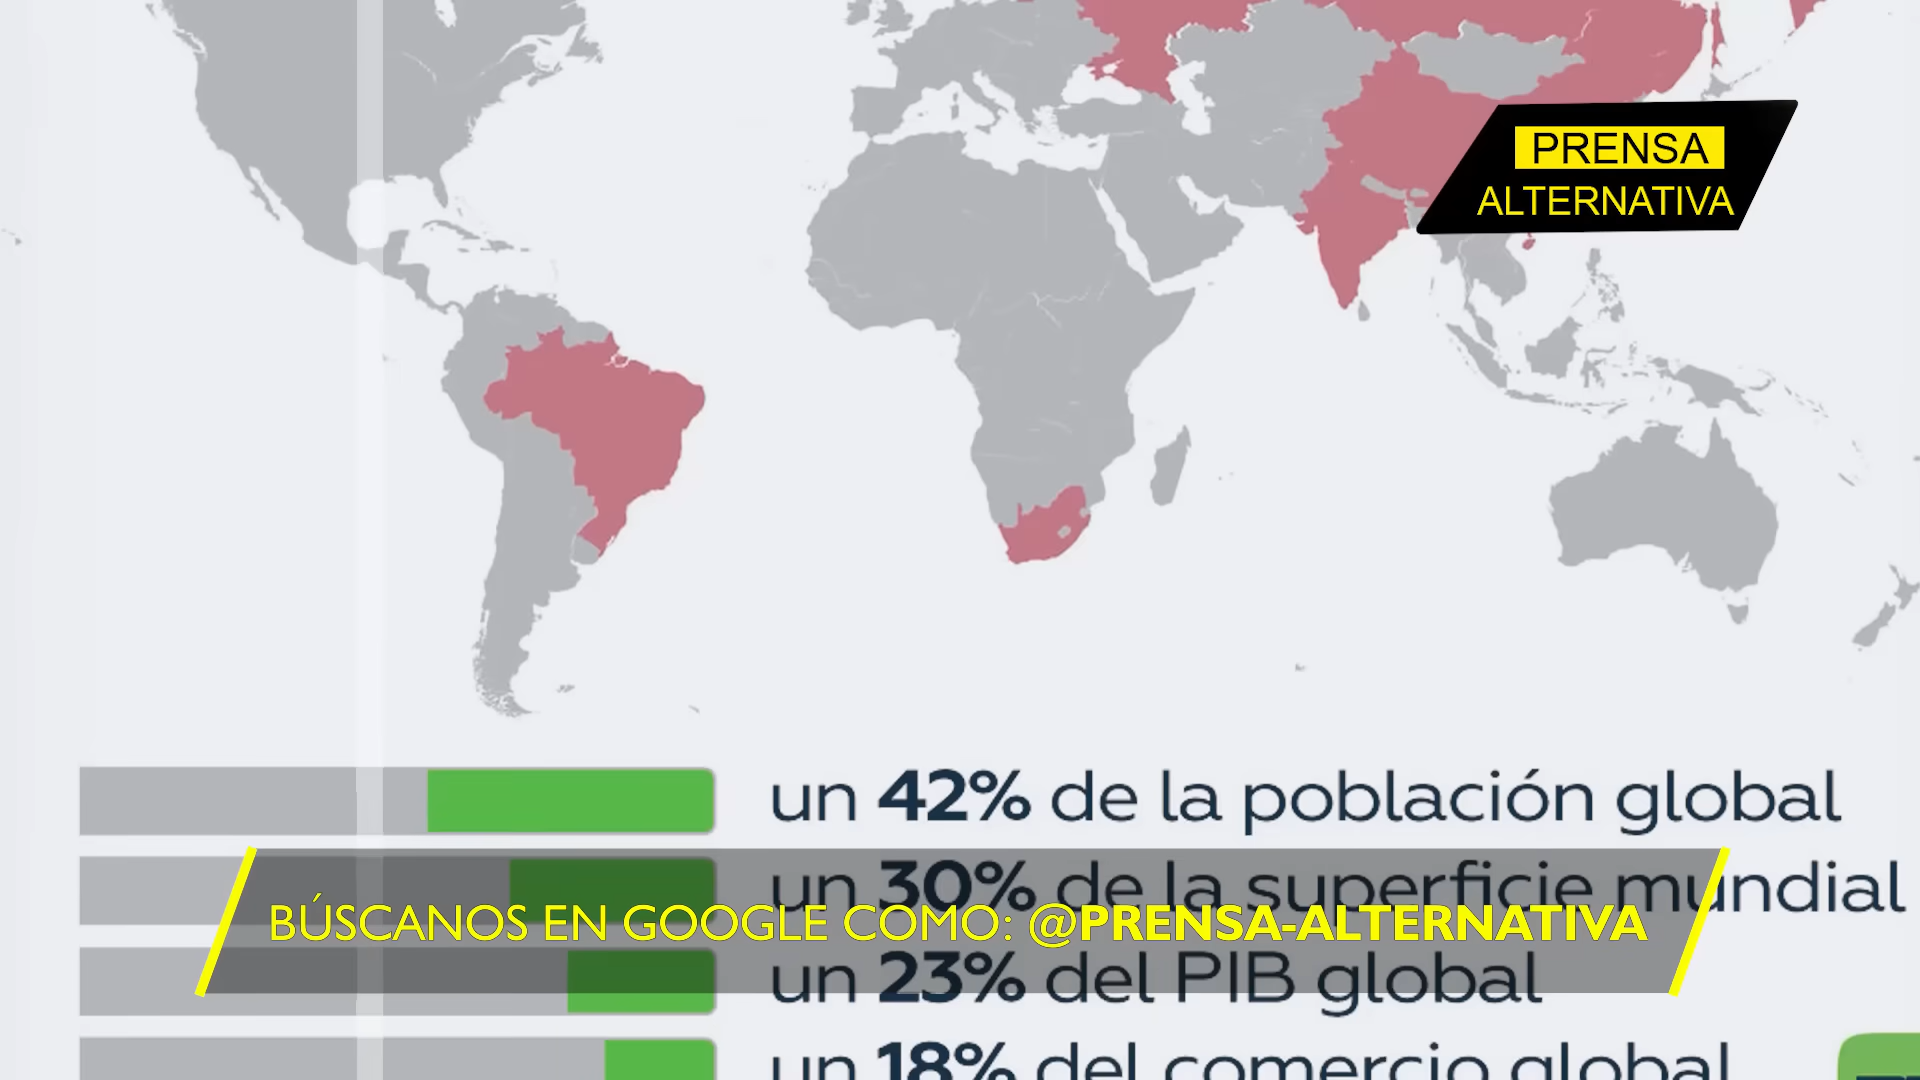 PRENSA
ALTERNATIVA
un 42% de la población global
un 30% de la superficie mundial
BÚSCANOS EN GOOGLE COMO: @PRENSA-ALTERNATIVA
un 23% del PIB global
un 18% del comercio global